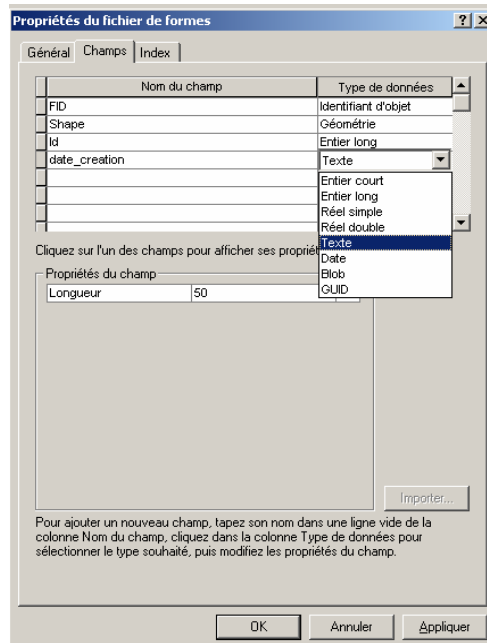 Propriétés du fichier de formes
Général Champs Index
Nom du champ Type de données
FID Identifiant d'objet
Shape Géométrie
Id Entier long
date_creation Texte
Entier court
Entier long
Réel simple
Réel double
Texte
Date
Blob
GUID
Cliquez sur l'un des champs pour afficher ses
Propriétés du champ
Longueur 50
Importer...
Pour ajouter un nouveau champ, tapez son nom dans une ligne vide de la
colonne Nom du champ, cliquez dans la colonne Type de données pour
sélectionner le type souhaité, puis modifiez les propriétés du champ.
OK Annuler Appliquer